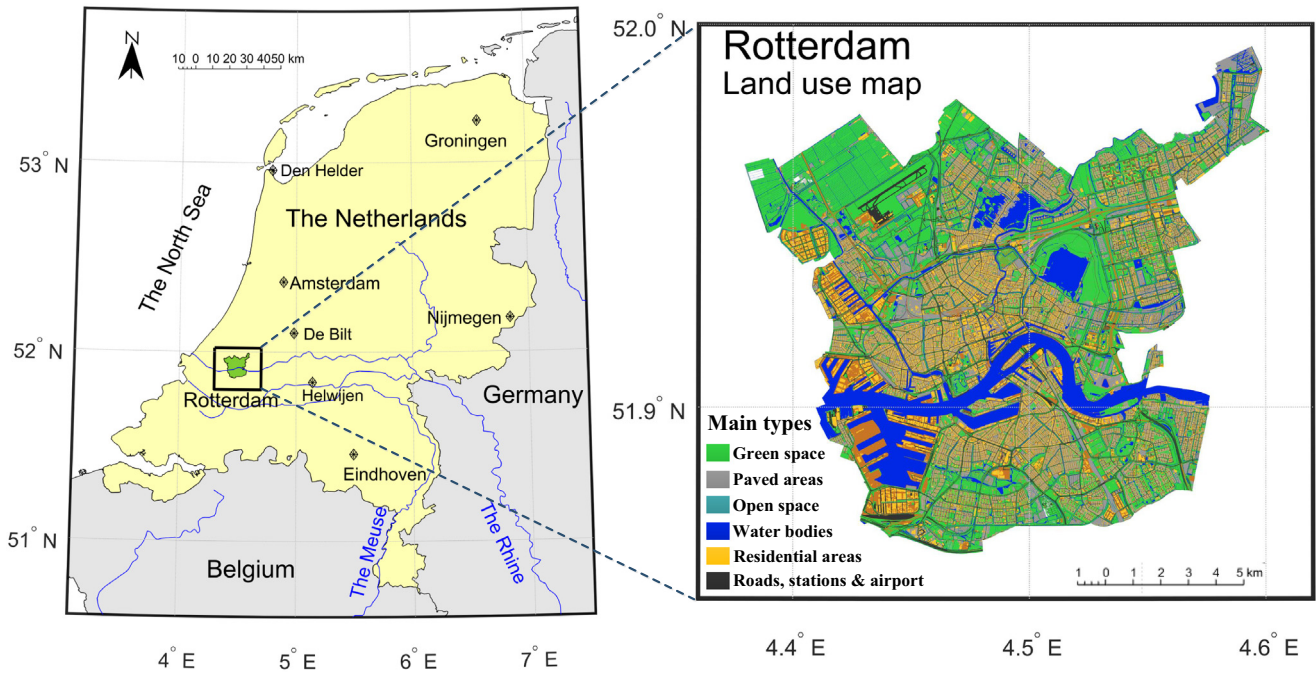 N
10 0 10 20 30 4050 km
53° N
52° N
51° N
4° E
5° E
6° E
7° E
The North Sea
Groningen
Den Helder
The Netherlands
Amsterdam
Nijmegen
De Bilt
Rotterdam
Helwijen
Germany
Eindhoven
The Meuse
The Rhine
Belgium
52.0° N
51.9° N
4.4° E
4.5° E
4.6° E
Rotterdam
Land use map
Main types
Green space
Paved areas
Open space
Water bodies
Residential areas
Roads, stations & airport
1 0 1 2 3 4 5 km